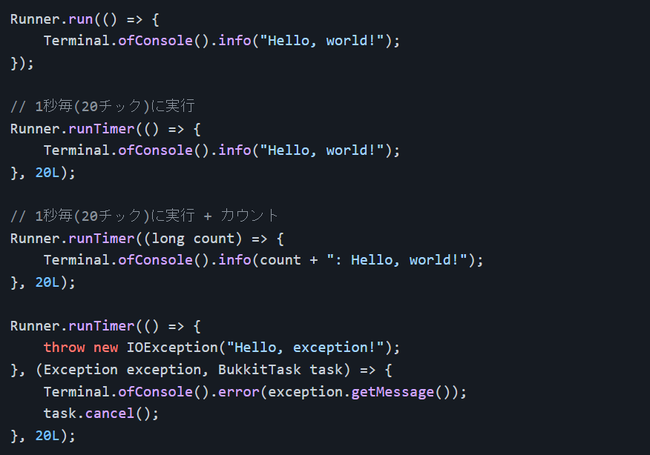 Runner.run(() -> {
    Terminal.ofConsole().info("Hello, world!");
});

// 1秒毎(20チック)に実行
Runner.runTimer(() -> {
    Terminal.ofConsole().info("Hello, world!");
}, 20L);

// 1秒毎(20チック)に実行 + カウント
Runner.runTimer((long count) -> {
    Terminal.ofConsole().info(count + ": Hello, world!");
}, 20L);

Runner.runTimer(() -> {
    throw new IOException("Hello, exception!");
}, (Exception exception, BukkitTask task) -> {
    Terminal.ofConsole().error(exception.getMessage());
    task.cancel();
}, 20L);